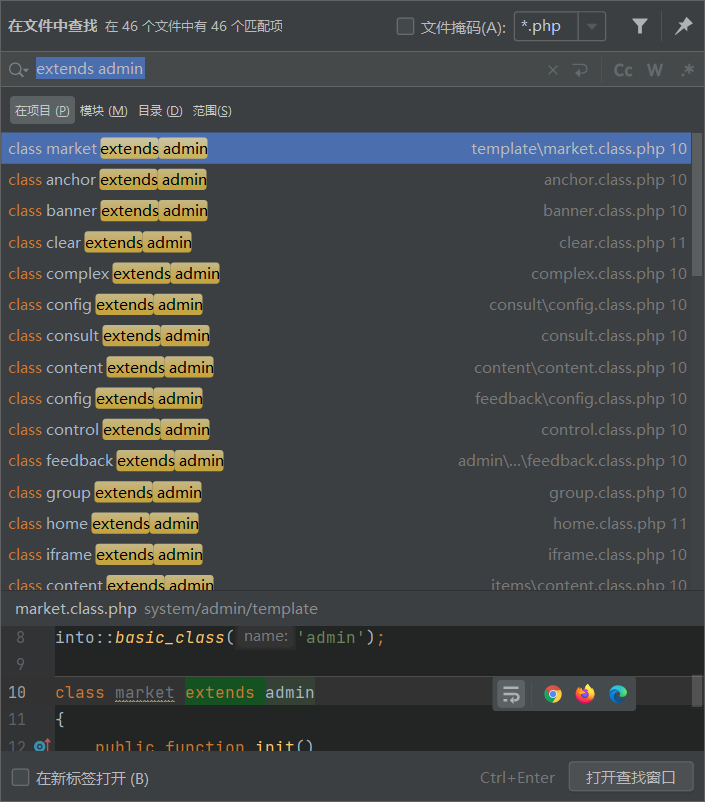 在文件中查找 在 46 个文件中有 46 个匹配项 文件掩码(A): *.php
extends admin Cc W .*
在项目 (P) 模块 (M) 目录 (D) 范围(S)
class market extends admin template\market.class.php 10
class anchor extends admin anchor.class.php 10
class banner extends admin banner.class.php 10
class clear extends admin clear.class.php 11
class complex extends admin complex.class.php 10
class config extends admin consult\config.class.php 10
class consult extends admin consult.class.php 10
class content extends admin content\content.class.php 10
class config extends admin feedback\config.class.php 10
class control extends admin control.class.php 10
class feedback extends admin admin\...\feedback.class.php 10
class group extends admin group.class.php 10
class home extends admin home.class.php 11
class iframe extends admin iframe.class.php 10
class content extends admin items\content.class.php 10
market.class.php system/admin/template
8 into::basic_class( name: 'admin');
9
10 class market extends admin
11 {
12 public function init()
在新标签打开 (B) Ctrl+Enter 打开查找窗口